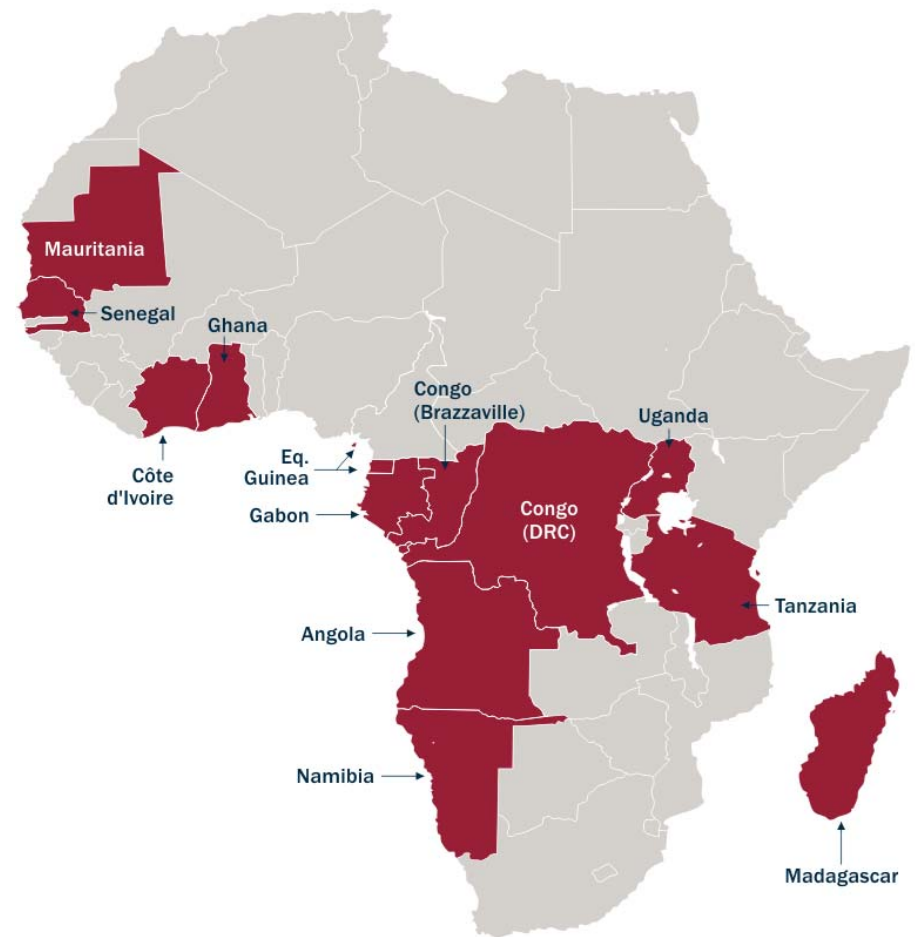 Mauritania
Senegal
Ghana
Côte
d'Ivoire
Congo
(Brazzaville)
Eq.
Guinea
Gabon
Uganda
Congo
(DRC)
Tanzania
Angola
Namibia
Madagascar